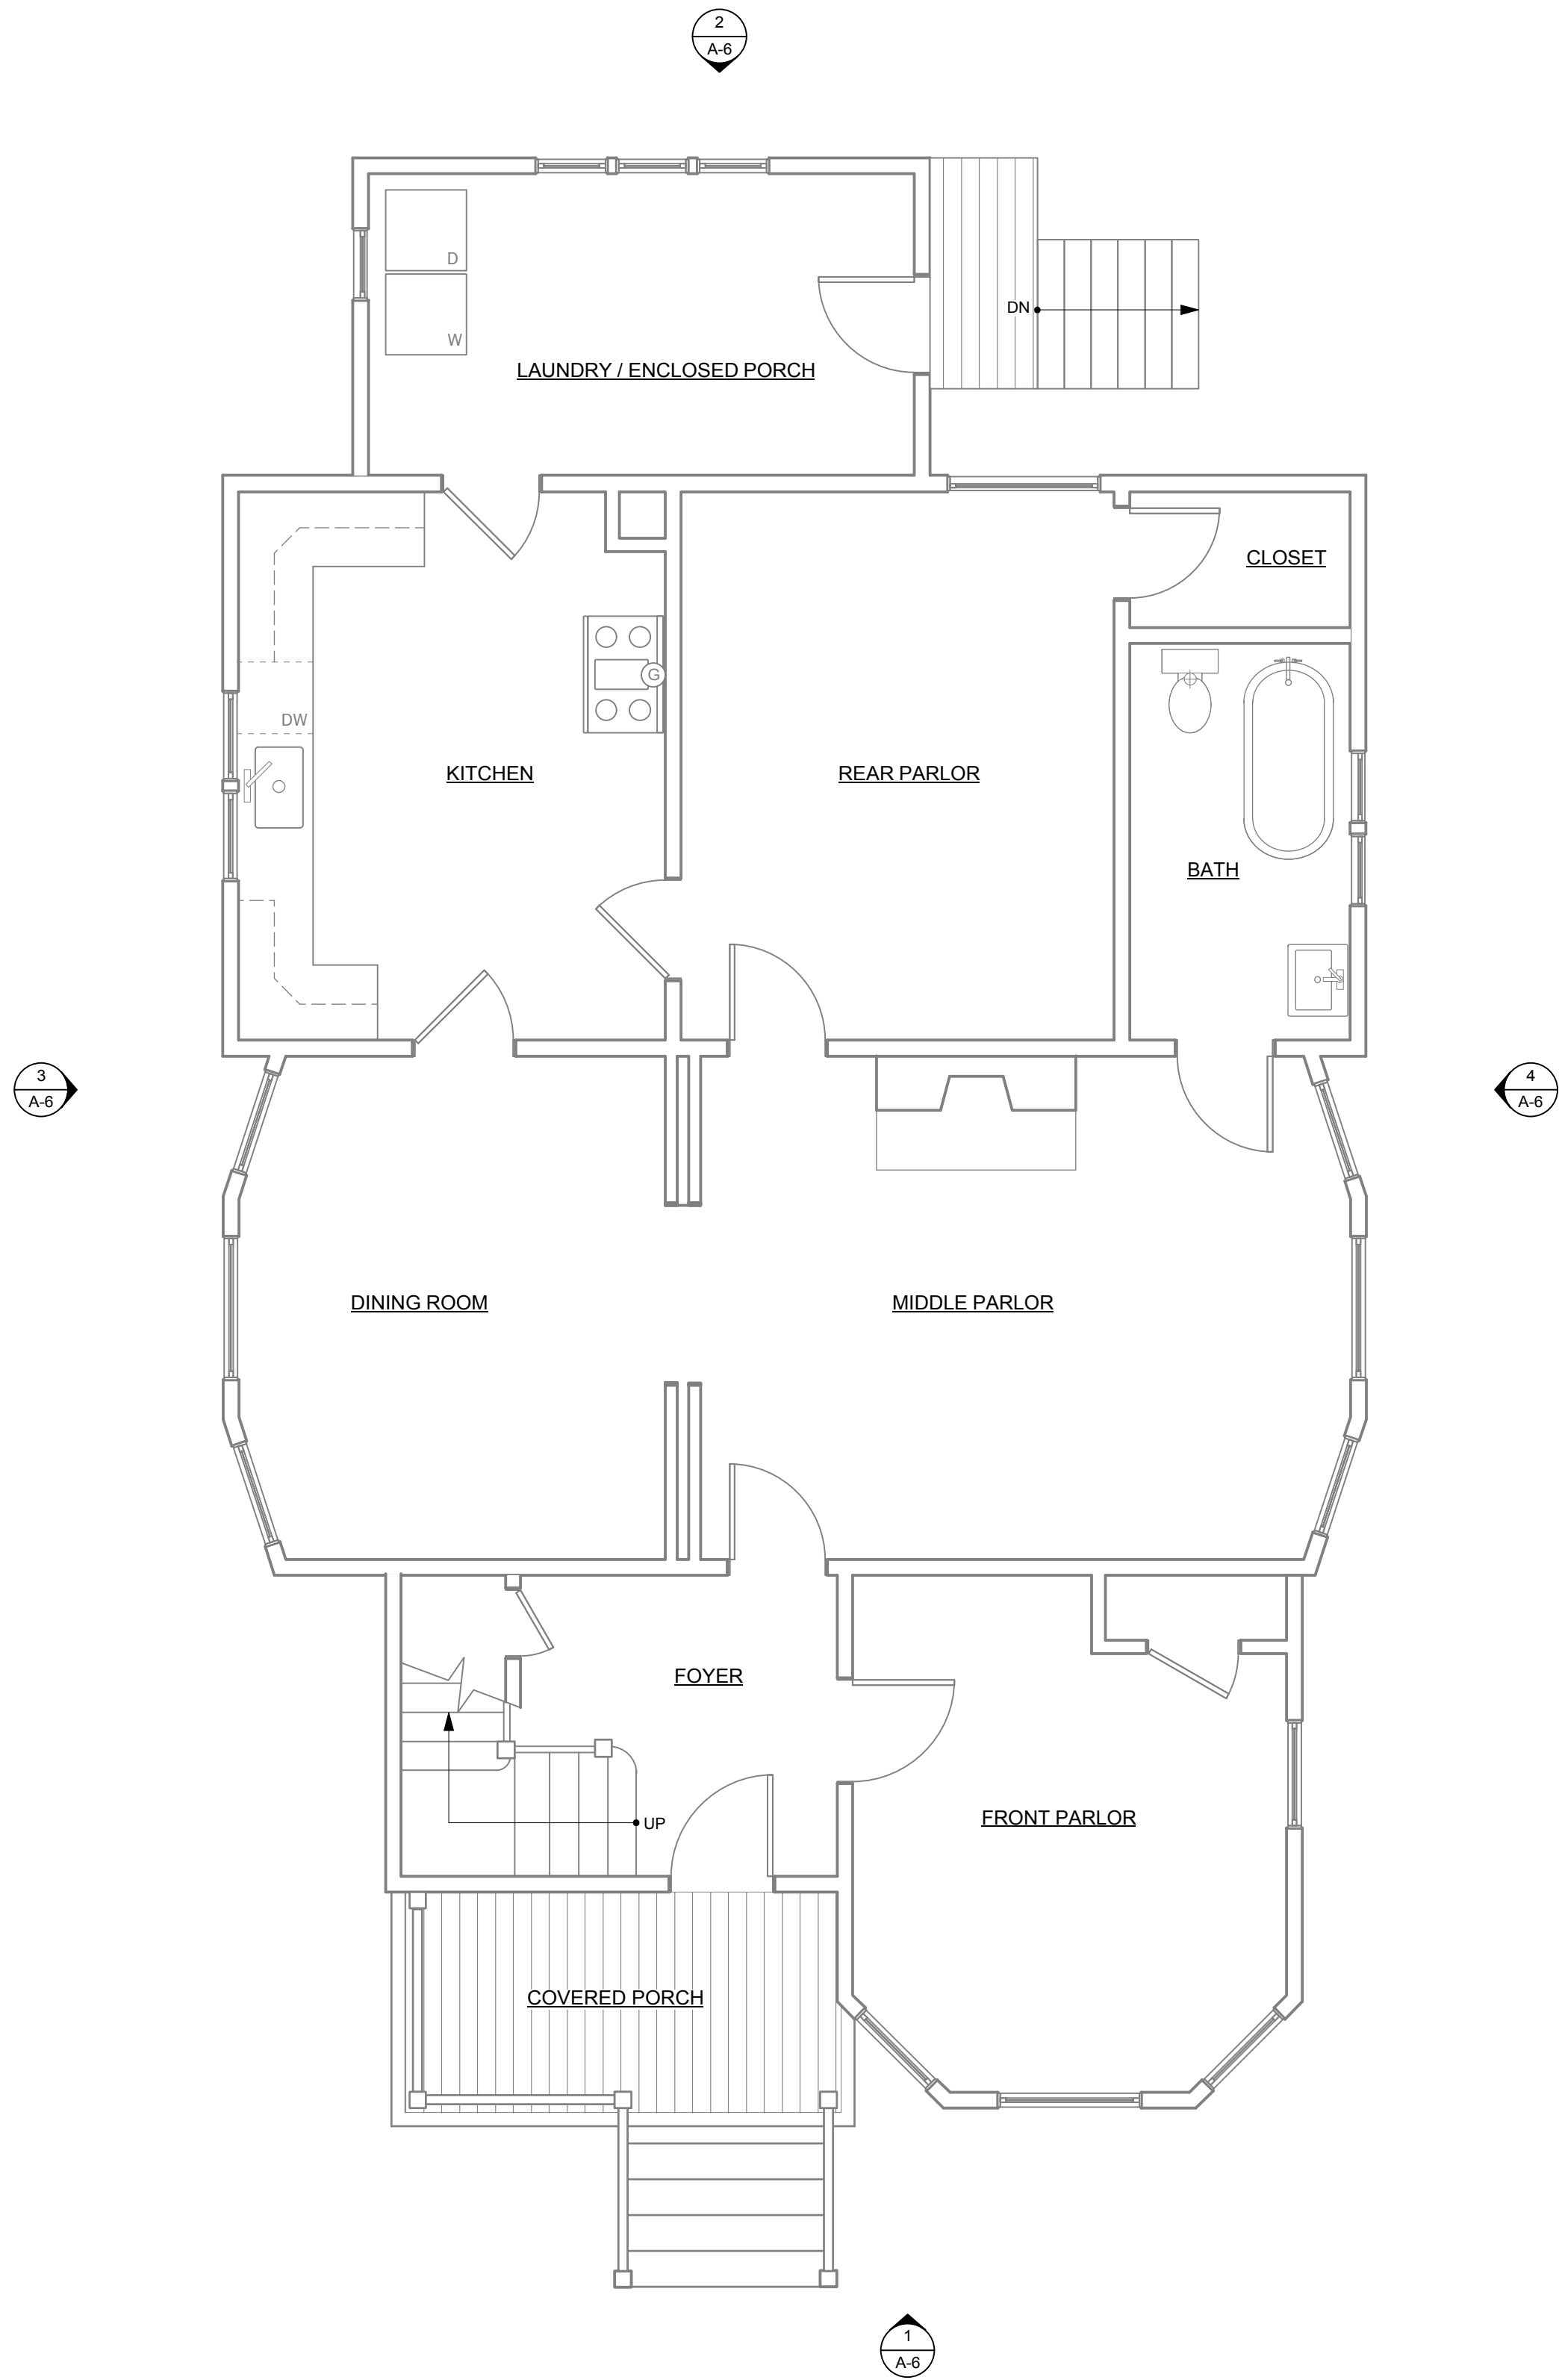 2
A-6
D
W
DN
LAUNDRY / ENCLOSED PORCH
CLOSET
G
DW
KITCHEN
REAR PARLOR
BATH
3
A-6
4
A-6
DINING ROOM
MIDDLE PARLOR
FOYER
UP
FRONT PARLOR
COVERED PORCH
1
A-6